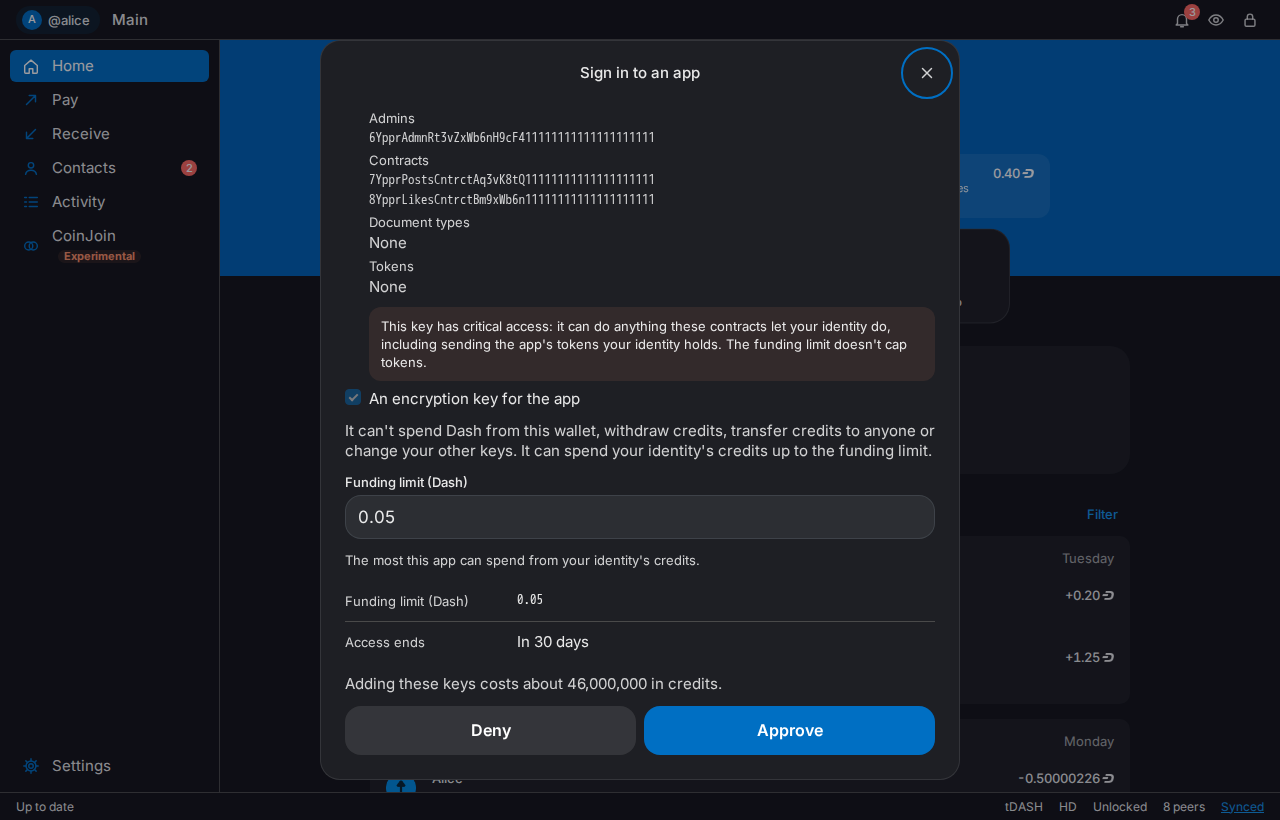 A @alice Main
3
Home
Pay
Receive
Contacts 2
Activity
CoinJoin
Experimental
Settings
Sign in to an app
Admins
6YpprAdmnRt3vZxWb6nH9cF411111111111111111111
Contracts
7YpprPostsCntrctAq3vK8tQ11111111111111111111
8YpprLikesCntrctBm9xWb6n11111111111111111111
Document types
None
Tokens
None
This key has critical access: it can do anything these contracts let your identity do,
including sending the app's tokens your identity holds. The funding limit doesn't cap
tokens.
An encryption key for the app
It can't spend Dash from this wallet, withdraw credits, transfer credits to anyone or
change your other keys. It can spend your identity's credits up to the funding limit.
Funding limit (Dash)
0.05
The most this app can spend from your identity's credits.
Funding limit (Dash) 0.05
Access ends In 30 days
Adding these keys costs about 46,000,000 in credits.
Deny Approve
0.40
Filter
Tuesday
+0.20
+1.25
Monday
Alice
-0.50000226
Up to date
tDASH HD Unlocked 8 peers Synced